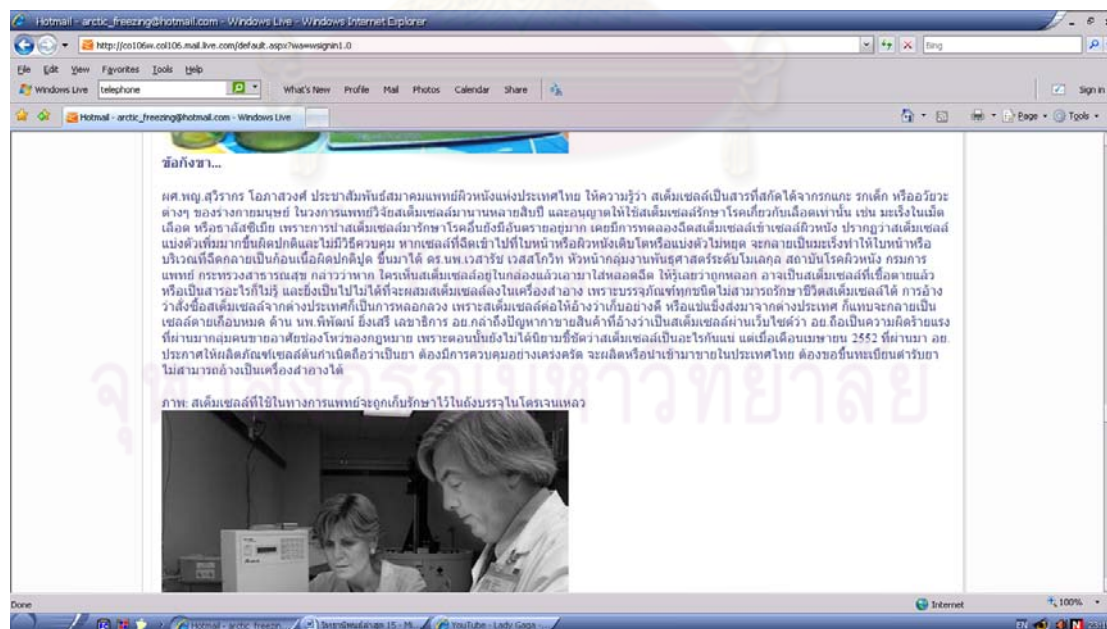 Hotmail - arctic_freezing@hotmail.com - Windows Live - Windows Internet Explorer
http://co106w.col106.mail.live.com/default.aspx?wa=wsignin1.0
Bing
File Edit View Favorites Tools Help
Windows Live telephone What's New Profile Mail Photos Calendar Share Sign in
Hotmail - arctic_freezing@hotmail.com - Windows Live Page Tools
ข้อกังขา...
ผศ.พญ.สุวิรากร โอภาสวงศ์ ประชาสัมพันธ์สมาคมแพทย์ผิวหนังแห่งประเทศไทย ให้ความรู้ว่า สเต็มเซลล์เป็นสารที่สกัดได้จากรกแกะ รกเด็ก หรืออวัยวะ
ต่างๆ ของร่างกายมนุษย์ ในวงการแพทย์วิจัยสเต็มเซลล์มานานหลายสิบปี และอนุญาตให้ใช้สเต็มเซลล์รักษาโรคเกี่ยวกับเลือดเท่านั้น เช่น มะเร็งในเม็ด
เลือด หรือธาลัสซีเมีย เพราะการนำสเต็มเซลล์มารักษาโรคอื่นยังมีอันตรายอยู่มาก เคยมีการทดลองฉีดสเต็มเซลล์เข้าเซลล์ผิวหนัง ปรากฏว่าสเต็มเซลล์
แบ่งตัวเพิ่มมากขึ้นผิดปกติและไม่มีวิธีควบคุม หากเซลล์ที่ฉีดเข้าไปที่ใบหน้าหรือผิวหนังเติบโตหรือแบ่งตัวไม่หยุด จะกลายเป็นมะเร็งทำให้ใบหน้าหรือ
บริเวณที่ฉีดกลายเป็นก้อนเนื้อผิดปกติปูด ขึ้นมาได้ ดร.นพ.เวสารัช เวสสโกวิท หัวหน้ากลุ่มงานพันธุศาสตร์ระดับโมเลกุล สถาบันโรคผิวหนัง กรมการ
แพทย์ กระทรวงสาธารณสุข กล่าวว่าหาก ใครเห็นสเต็มเซลล์อยู่ในกล่องแล้วเอามาใส่หลอดฉีด ให้รู้เลยว่าถูกหลอก อาจเป็นสเต็มเซลล์ที่เชื้อตายแล้ว
หรือเป็นสารอะไรก็ไม่รู้ และยิ่งเป็นไปไม่ได้ที่จะผสมสเต็มเซลล์ลงในเครื่องสำอาง เพราะบรรจุภัณฑ์ทุกชนิดไม่สามารถรักษาชีวิตสเต็มเซลล์ได้ การอ้าง
ว่าสั่งซื้อสเต็มเซลล์จากต่างประเทศก็เป็นการหลอกลวง เพราะสเต็มเซลล์ต่อให้อ้างว่าเก็บอย่างดี หรือแช่แข็งส่งมาจากต่างประเทศ ก็แทบจะกลายเป็น
เซลล์ตายเกือบหมด ด้าน นพ.พิพัฒน์ ยิ่งเสรี เลขาธิการ อย.กล่าถึงปัญหาการขายสินค้าที่อ้างว่าเป็นสเต็มเซลล์ผ่านเว็บไซต์ว่า อย.ถือเป็นความผิดร้ายแรง
ที่ผ่านมากลุ่มคนขายอาศัยช่องโหว่ของกฎหมาย เพราะตอนนั้นยังไม่ได้นิยามชี้ชัดว่าสเต็มเซลล์เป็นอะไรกันแน่ แต่เมื่อเดือนเมษายน 2552 ที่ผ่านมา อย.
ประกาศให้ผลิตภัณฑ์เซลล์ต้นกำเนิดถือว่าเป็นยา ต้องมีการควบคุมอย่างเคร่งครัด จะผลิตหรือนำเข้ามาขายในประเทศไทย ต้องขอขึ้นทะเบียนตำรับยา
ไม่สามารถอ้างเป็นเครื่องสำอางได้
ภาพ: สเต็มเซลล์ที่ใช้ในทางการแพทย์จะถูกเก็บรักษาไว้ในถังบรรจุไนโตรเจนเหลว
จุฬาลงกรณ์มหาวิทยาลัย
Done Internet 100%
Hotmail - arctic_freezin... YouTube - Lady Gaga - ... EN